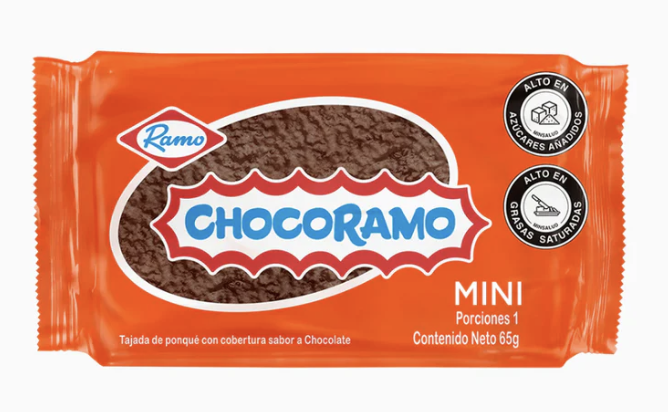 Ramo
CHOCORAMO
ALTO EN
MINSALUD
AZÚCARES AÑADIDOS
ALTO EN
MINSALUD
GRASAS SATURADAS
MINI
Porciones 1
Contenido Neto 65g
Tajada de ponqué con cobertura sabor a Chocolate